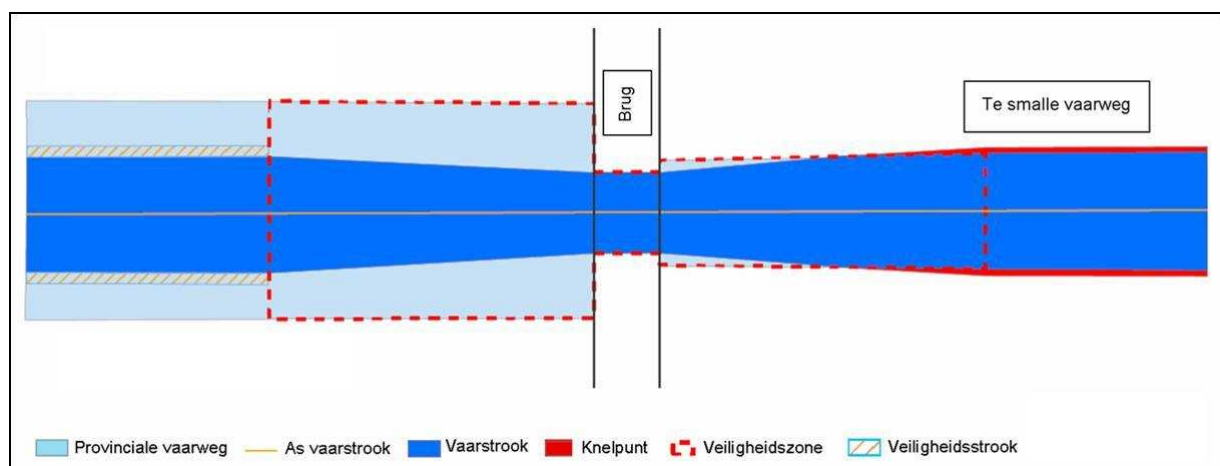 Brug
Te smalle vaarweg
Provinciale vaarweg As vaarstrook Vaarstrook Knelpunt Veiligheidszone Veiligheidsstrook